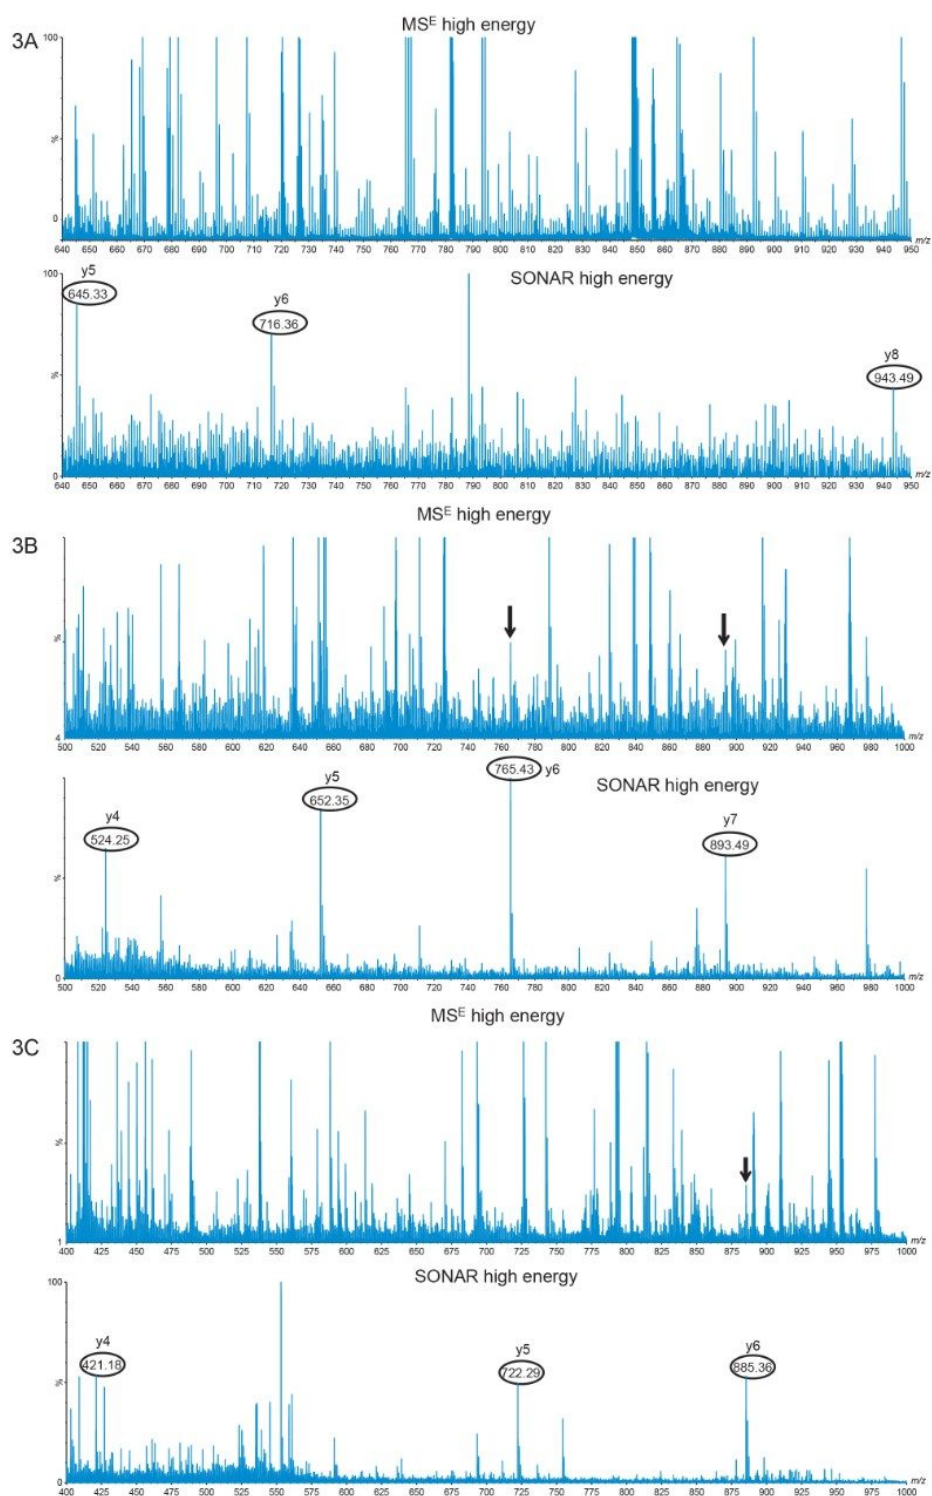 3A
MSE high energy
100
%
0
640 650 660 670 680 690 700 710 720 730 740 750 760 770 780 790 800 810 820 830 840 850 860 870 880 890 900 910 920 930 940 950 m/z
SONAR high energy
100
y5
645.33
y6
716.36
y8
943.49
%
0
640 650 660 670 680 690 700 710 720 730 740 750 760 770 780 790 800 810 820 830 840 850 860 870 880 890 900 910 920 930 940 950 m/z
MSE high energy
3B
%
4
500 520 540 560 580 600 620 640 660 680 700 720 740 760 780 800 820 840 860 880 900 920 940 960 980 1000 m/z
SONAR high energy
y4
524.25
y5
652.35
765.43 y6
y7
893.49
%
0
500 520 540 560 580 600 620 640 660 680 700 720 740 760 780 800 820 840 860 880 900 920 940 960 980 1000 m/z
MSE high energy
3C
%
1
400 425 450 475 500 525 550 575 600 625 650 675 700 725 750 775 800 825 850 875 900 925 950 975 1000 m/z
SONAR high energy
100
y4
421.18
y5
722.29
y6
885.36
%
0
400 425 450 475 500 525 550 575 600 625 650 675 700 725 750 775 800 825 850 875 900 925 950 975 1000 m/z